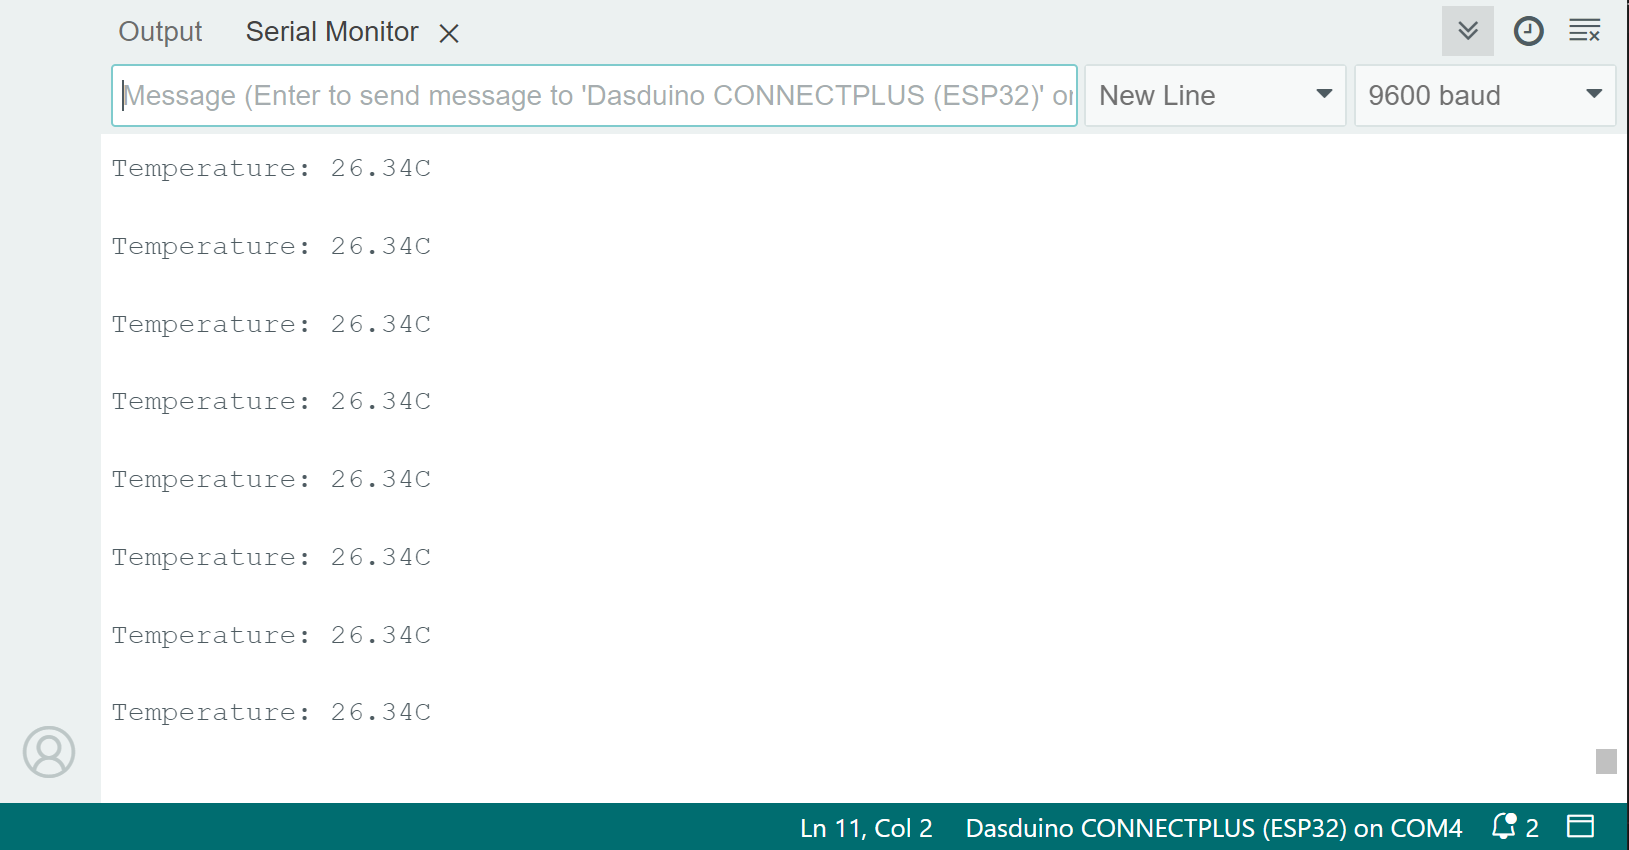 Output Serial Monitor
Message (Enter to send message to 'Dasduino CONNECTPLUS (ESP32)' New Line 9600 baud
Temperature: 26.34C
Temperature: 26.34C
Temperature: 26.34C
Temperature: 26.34C
Temperature: 26.34C
Temperature: 26.34C
Temperature: 26.34C
Temperature: 26.34C
Ln 11, Col 2 Dasduino CONNECTPLUS (ESP32) on COM4 2